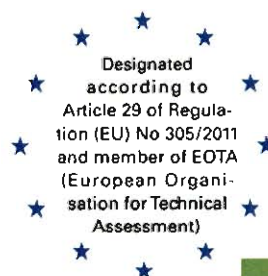 Designated
according to
Article 29 of Regula-
tion (EU) No 305/2011
and member of EOTA
(European Organi-
sation for Technical
Assessment)